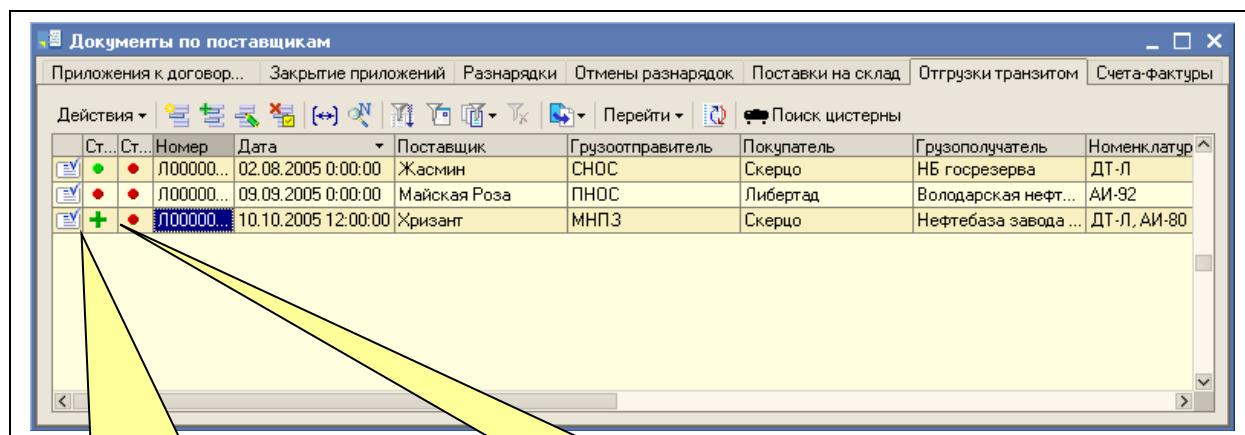 Документы по поставщикам
Приложения к договор... Закрытие приложений Разнарядки Отмены разнарядок Поставки на склад Отгрузки транзитом Счета-фактуры
Действия Перейти Поиск цистерны
Ст... Ст... Номер Дата Поставщик Грузоотправитель Покупатель Грузополучатель Номенклатур
Л00000... 02.08.2005 0:00:00 Жасмин СНОС Скерцо НБ госрезерва ДТ-Л
Л00000... 09.09.2005 0:00:00 Майская Роза ПНОС Либертад Володарская нефт... АИ-92
Л00000... 10.10.2005 12:00:00 Хризант МНПЗ Скерцо Нефтебаза завода ... ДТ-Л, АИ-80